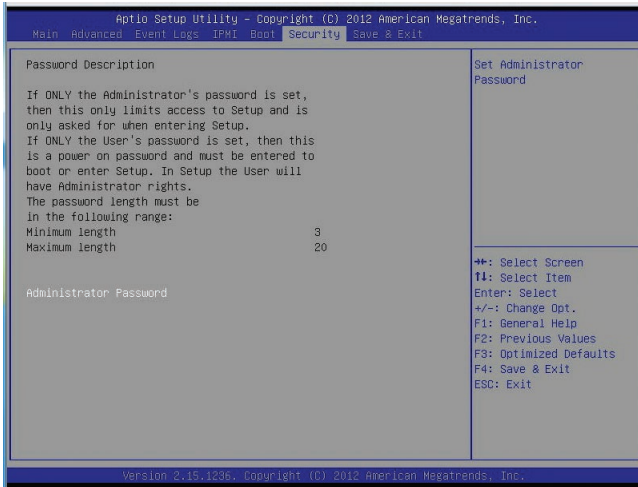 Aptio Setup Utility - Copyright (C) 2012 American Megatrends, Inc.
Main Advanced Event Logs IPMI Boot Security Save & Exit
Password Description
If ONLY the Administrator's password is set,
then this only limits access to Setup and is
only asked for when entering Setup.
If ONLY the User's password is set, then this
is a power on password and must be entered to
boot or enter Setup. In Setup the User will
have Administrator rights.
The password length must be
in the following range:
Minimum length 3
Maximum length 20
Administrator Password
Set Administrator
Password
→←: Select Screen
↑↓: Select Item
Enter: Select
+/-: Change Opt.
F1: General Help
F2: Previous Values
F3: Optimized Defaults
F4: Save & Exit
ESC: Exit
Version 2.15.1236. Copyright (C) 2012 American Megatrends, Inc.